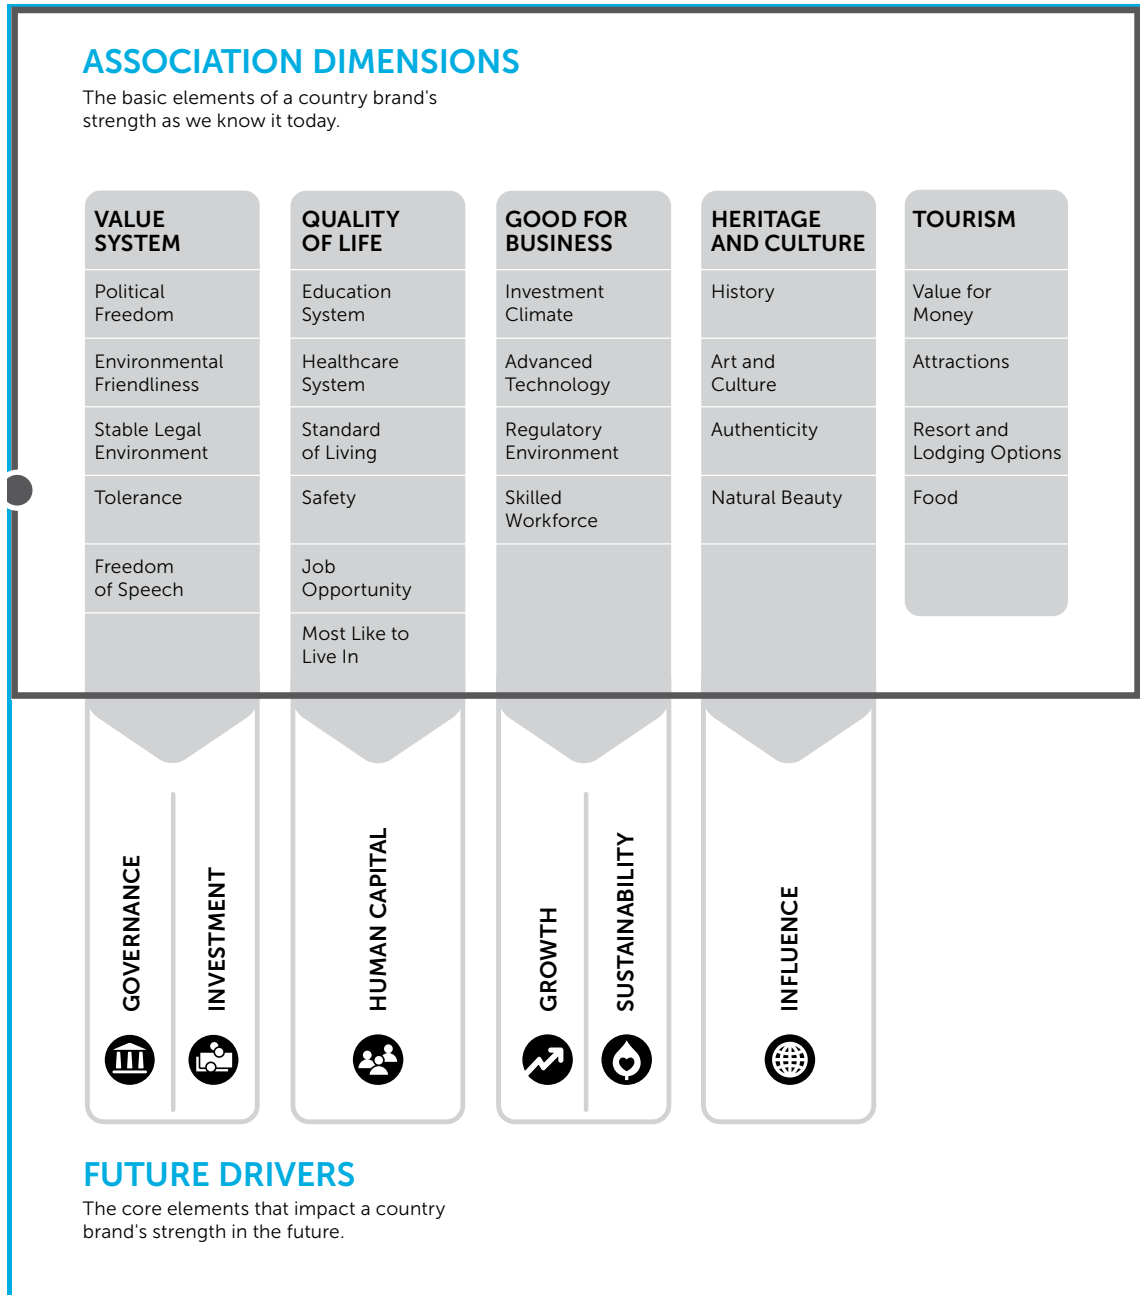 ASSOCIATION DIMENSIONS
The basic elements of a country brand's
strength as we know it today.
VALUE
SYSTEM
Political
Freedom
Environmental
Friendliness
Stable Legal
Environment
Tolerance
Freedom
of Speech
QUALITY
OF LIFE
Education
System
Healthcare
System
Standard
of Living
Safety
Job
Opportunity
Most Like to
Live In
GOOD FOR
BUSINESS
Investment
Climate
Advanced
Technology
Regulatory
Environment
Skilled
Workforce
HERITAGE
AND CULTURE
History
Art and
Culture
Authenticity
Natural Beauty
TOURISM
Value for
Money
Attractions
Resort and
Lodging Options
Food
GOVERNANCE
INVESTMENT
HUMAN CAPITAL
GROWTH
SUSTAINABILITY
INFLUENCE
FUTURE DRIVERS
The core elements that impact a country
brand's strength in the future.